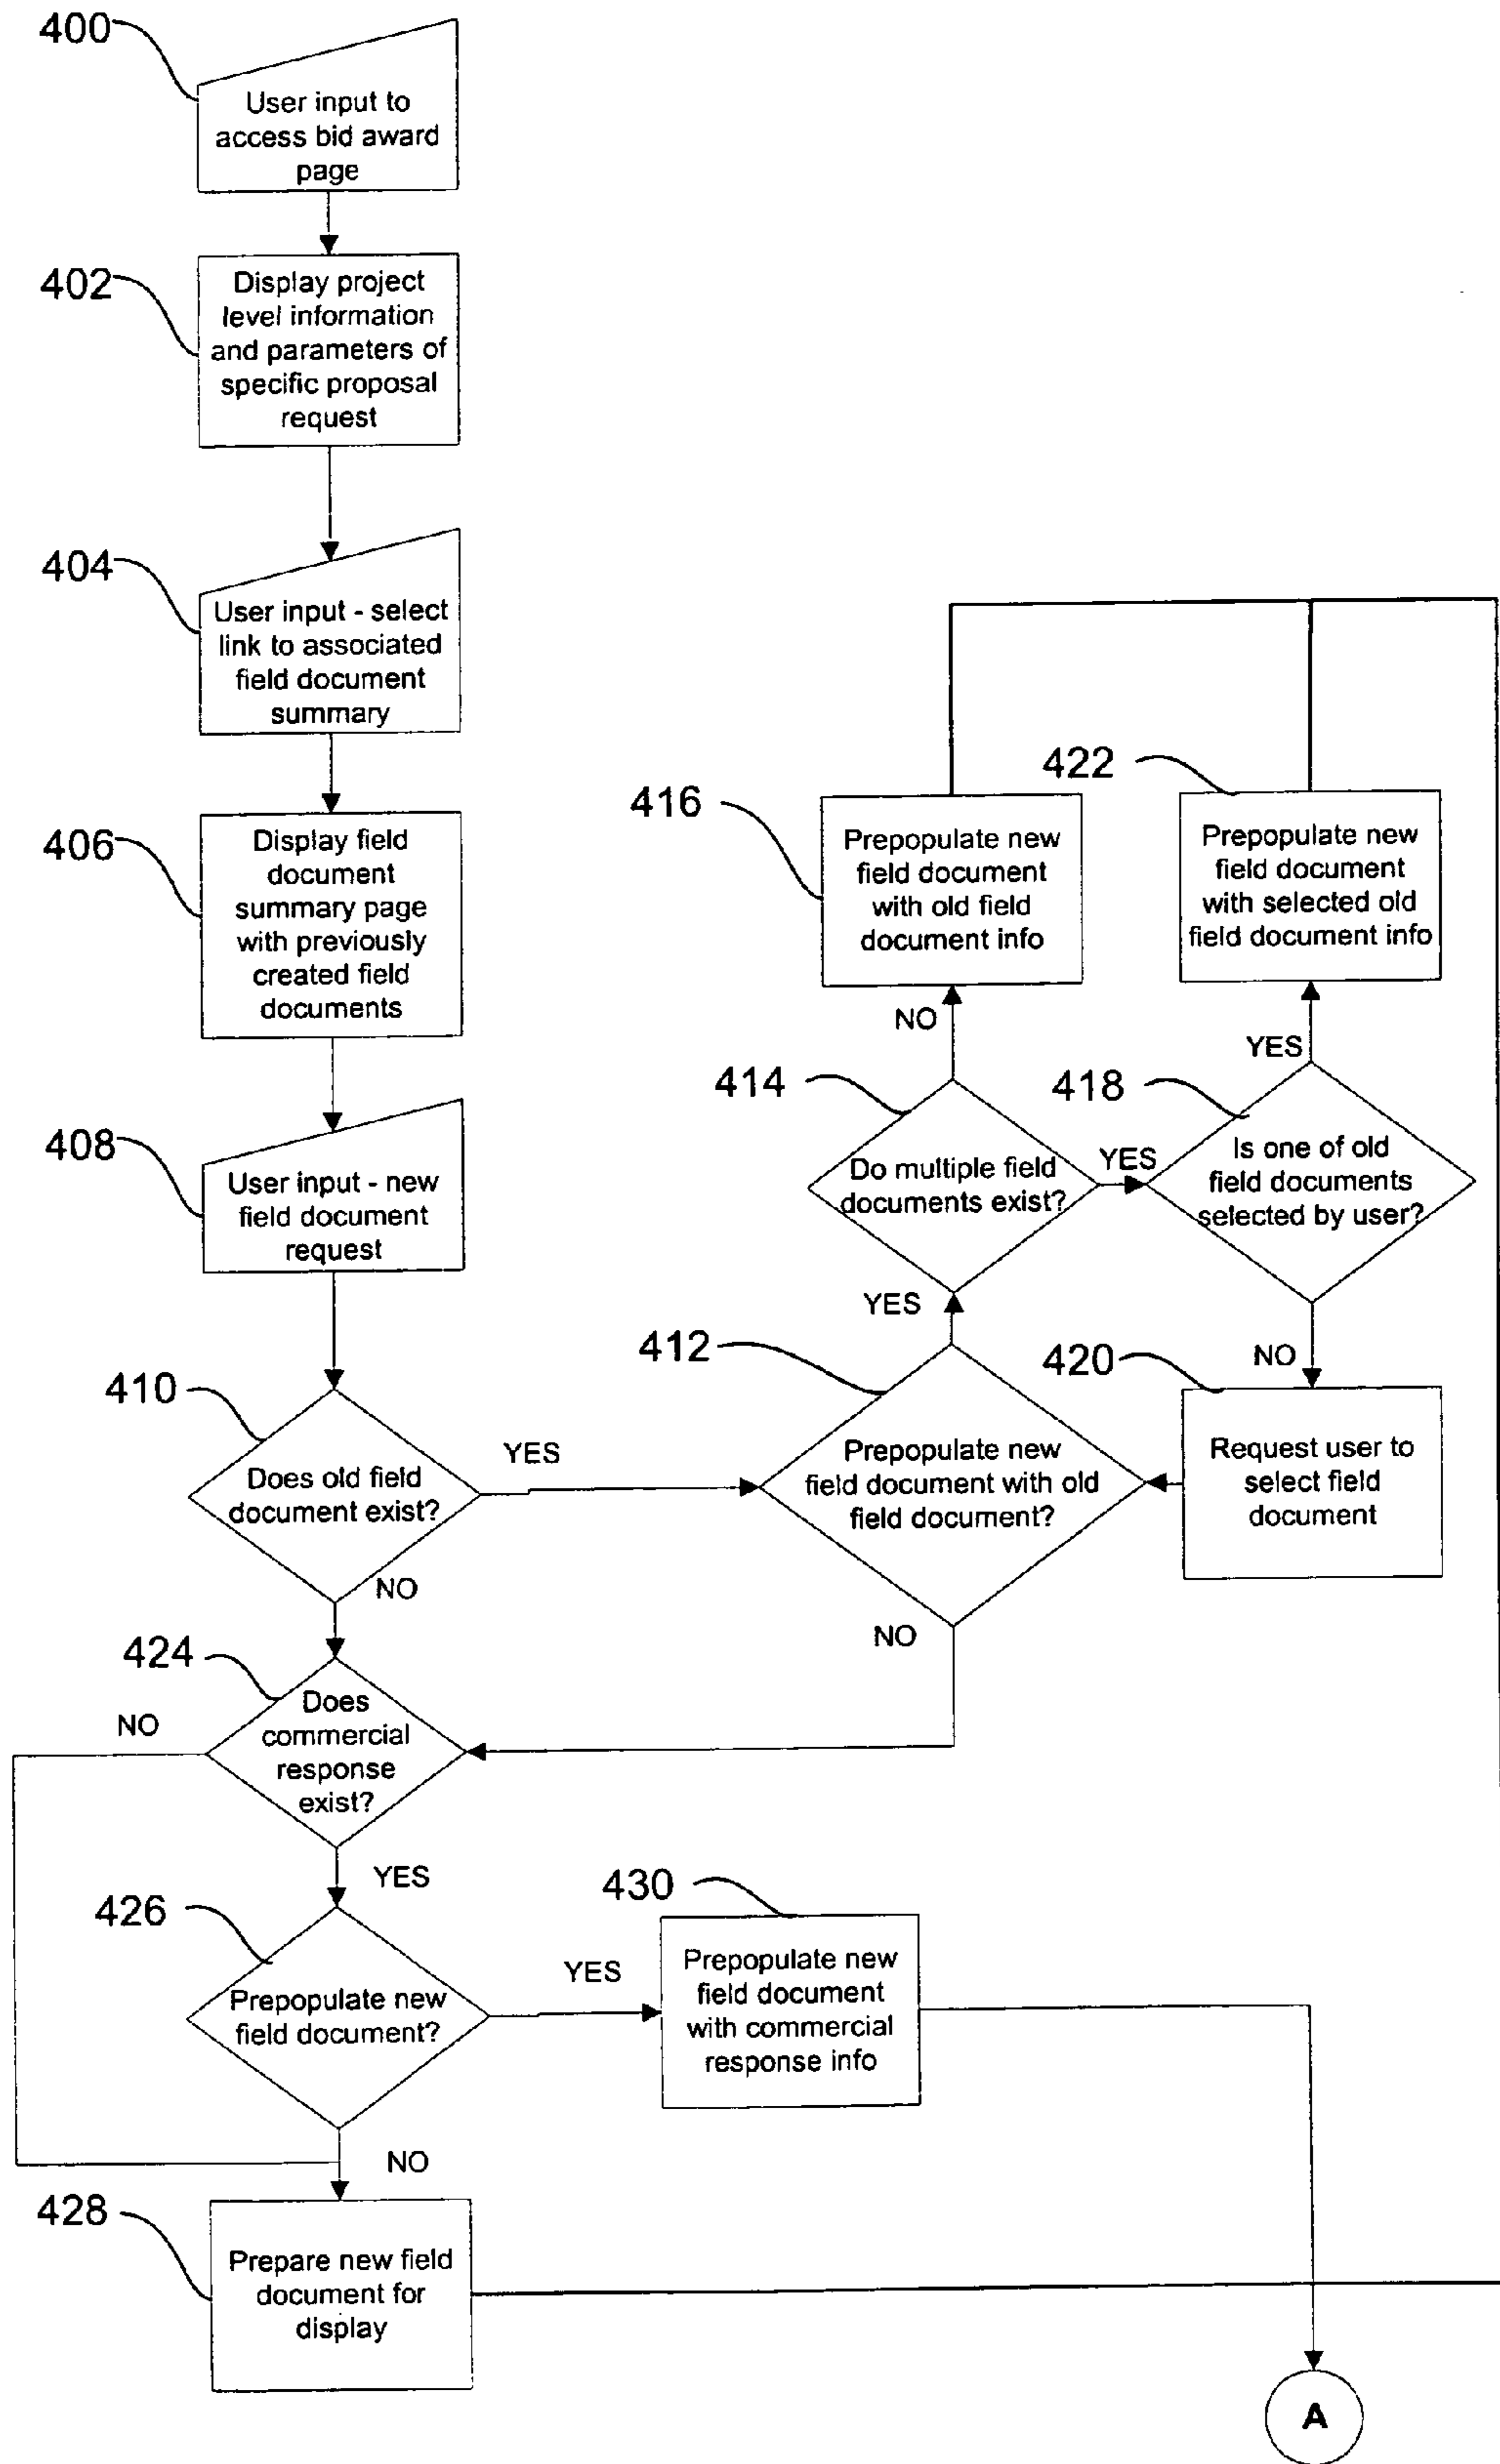 400
User input to
access bid award
page
402
Display project
level information
and parameters of
specific proposal
request
404
User input - select
link to associated
field document
summary
406
Display field
document
summary page
with previously
created field
documents
408
User input - new
field document
request
410
Does old field
document exist?
YES
NO
412
Prepopulate new
field document with old
field document?
YES
NO
414
Do multiple field
documents exist?
NO
YES
416
Prepopulate new
field document
with old field
document info
418
Is one of old
field documents
selected by user?
YES
NO
420
Request user to
select field
document
422
Prepopulate new
field document
with selected old
field document info
424
Does
commercial
response
exist?
NO
YES
426
Prepopulate new
field document?
YES
NO
430
Prepopulate new
field document
with commercial
response info
428
Prepare new field
document for
display
A